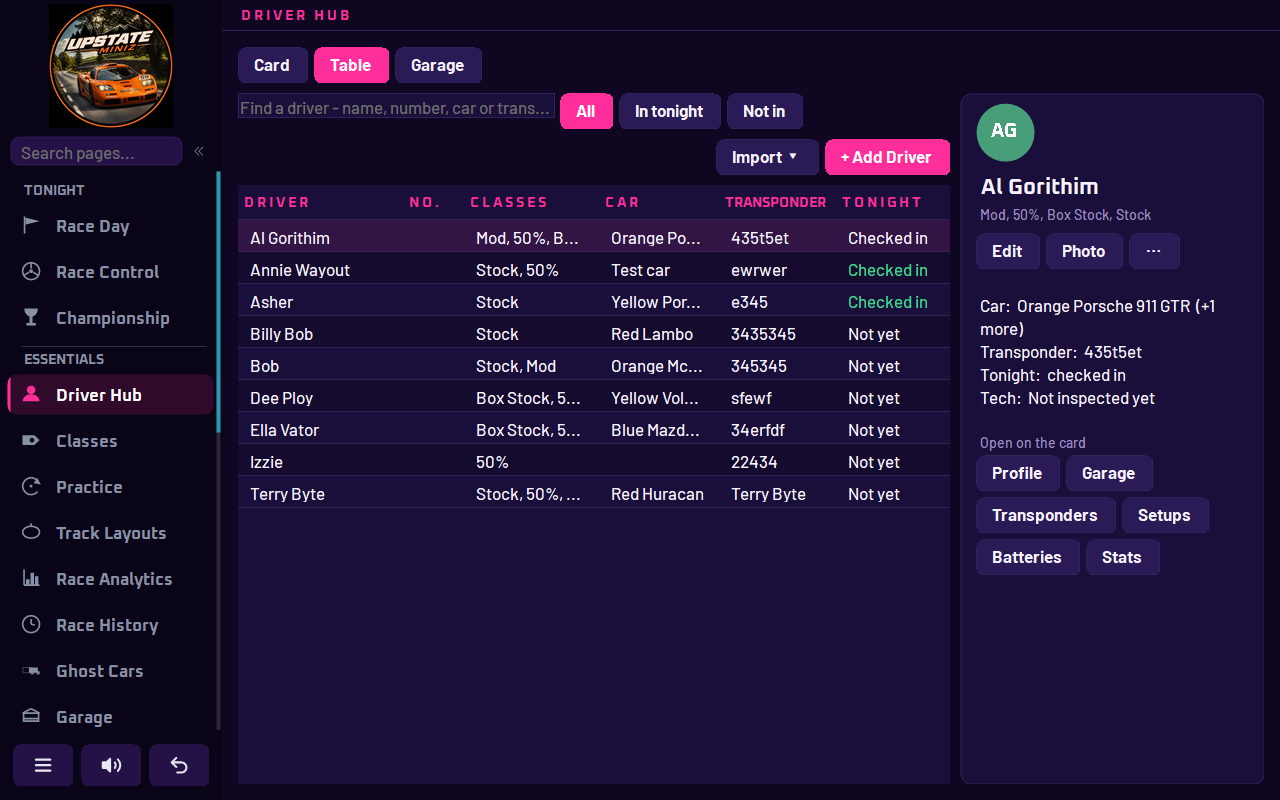 UPSTATE
MINIZ
Search pages...
«
TONIGHT
Race Day
Race Control
Championship
ESSENTIALS
Driver Hub
Classes
Practice
Track Layouts
Race Analytics
Race History
Ghost Cars
Garage
DRIVER HUB
Card Table Garage
Find a driver - name, number, car or trans... All In tonight Not in
Import ▼ + Add Driver
DRIVER NO. CLASSES CAR TRANSPONDER TONIGHT
Al Gorithim Mod, 50%, B... Orange Po... 435t5et Checked in
Annie Wayout Stock, 50% Test car ewrwer Checked in
Asher Stock Yellow Por... e345 Checked in
Billy Bob Stock Red Lambo 3435345 Not yet
Bob Stock, Mod Orange Mc... 345345 Not yet
Dee Ploy Box Stock, 5... Yellow Vol... sfewf Not yet
Ella Vator Box Stock, 5... Blue Mazd... 34erfdf Not yet
Izzie 50% 22434 Not yet
Terry Byte Stock, 50%, ... Red Huracan Terry Byte Not yet
AG
Al Gorithim
Mod, 50%, Box Stock, Stock
Edit Photo ...
Car: Orange Porsche 911 GTR (+1
more)
Transponder: 435t5et
Tonight: checked in
Tech: Not inspected yet
Open on the card
Profile Garage
Transponders Setups
Batteries Stats